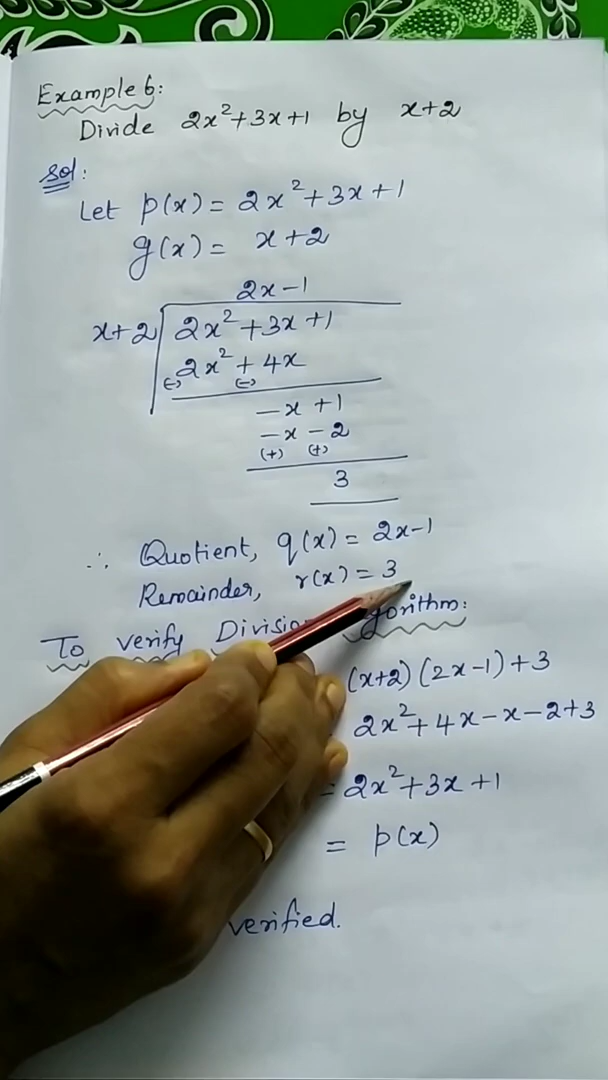 Example 6:
Divide 2x²+3x+1 by x+2
Sol:
Let p(x) = 2x²+3x+1
g(x) = x+2
2x-1
x+2 2x²+3x+1
2x²+4x
(-) (-)
-x+1
-x-2
(+) (+)
3
∴ Quotient, q(x) = 2x-1
Remainder, r(x) = 3
To verify
(x+2)(2x-1)+3
2x²+4x-x-2+3
= 2x²+3x+1
= p(x)
verified.